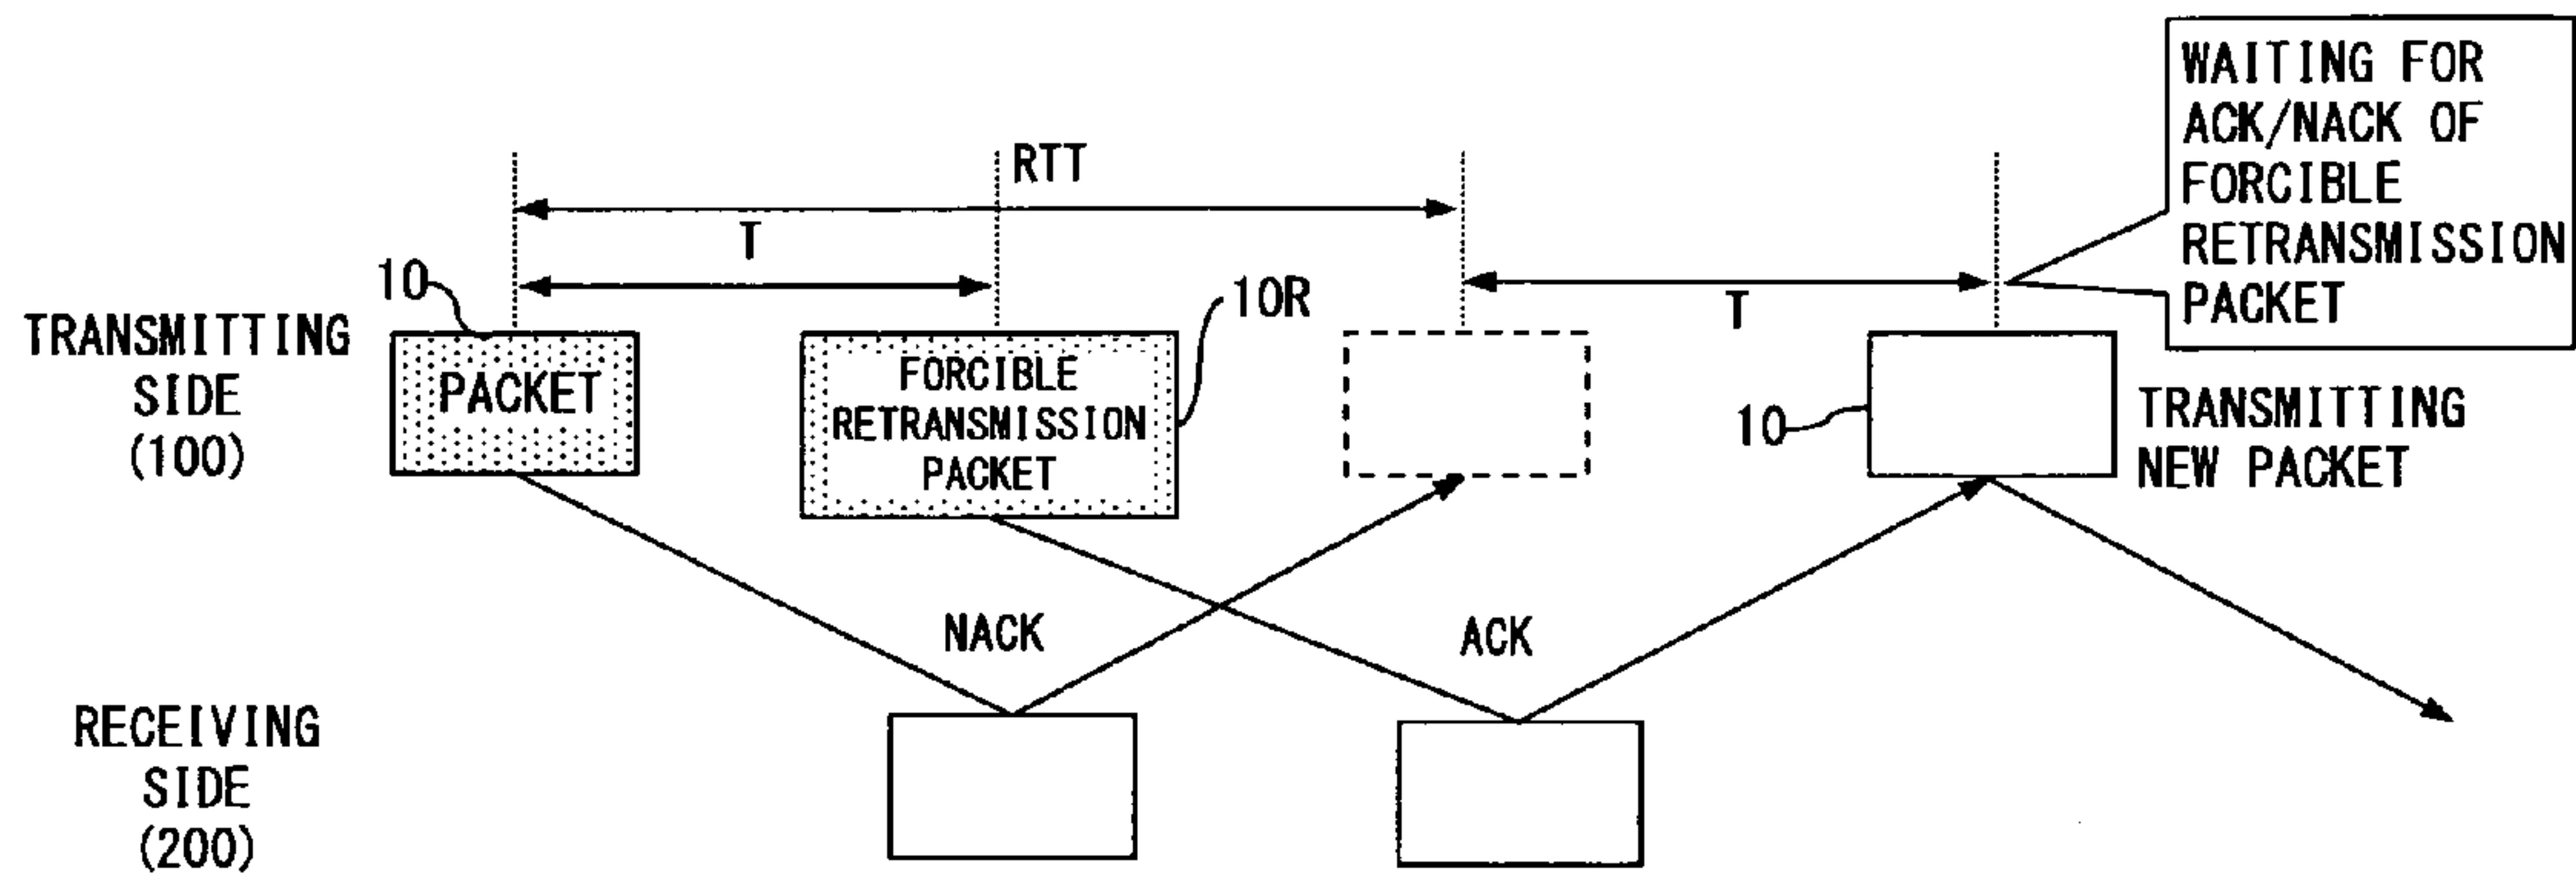 WAITING FOR
ACK/NACK OF
FORCIBLE
RETRANSMISSION
PACKET
RTT
T
T
10
10R
TRANSMITTING
SIDE
(100)
PACKET
FORCIBLE
RETRANSMISSION
PACKET
10
TRANSMITTING
NEW PACKET
NACK
ACK
RECEIVING
SIDE
(200)